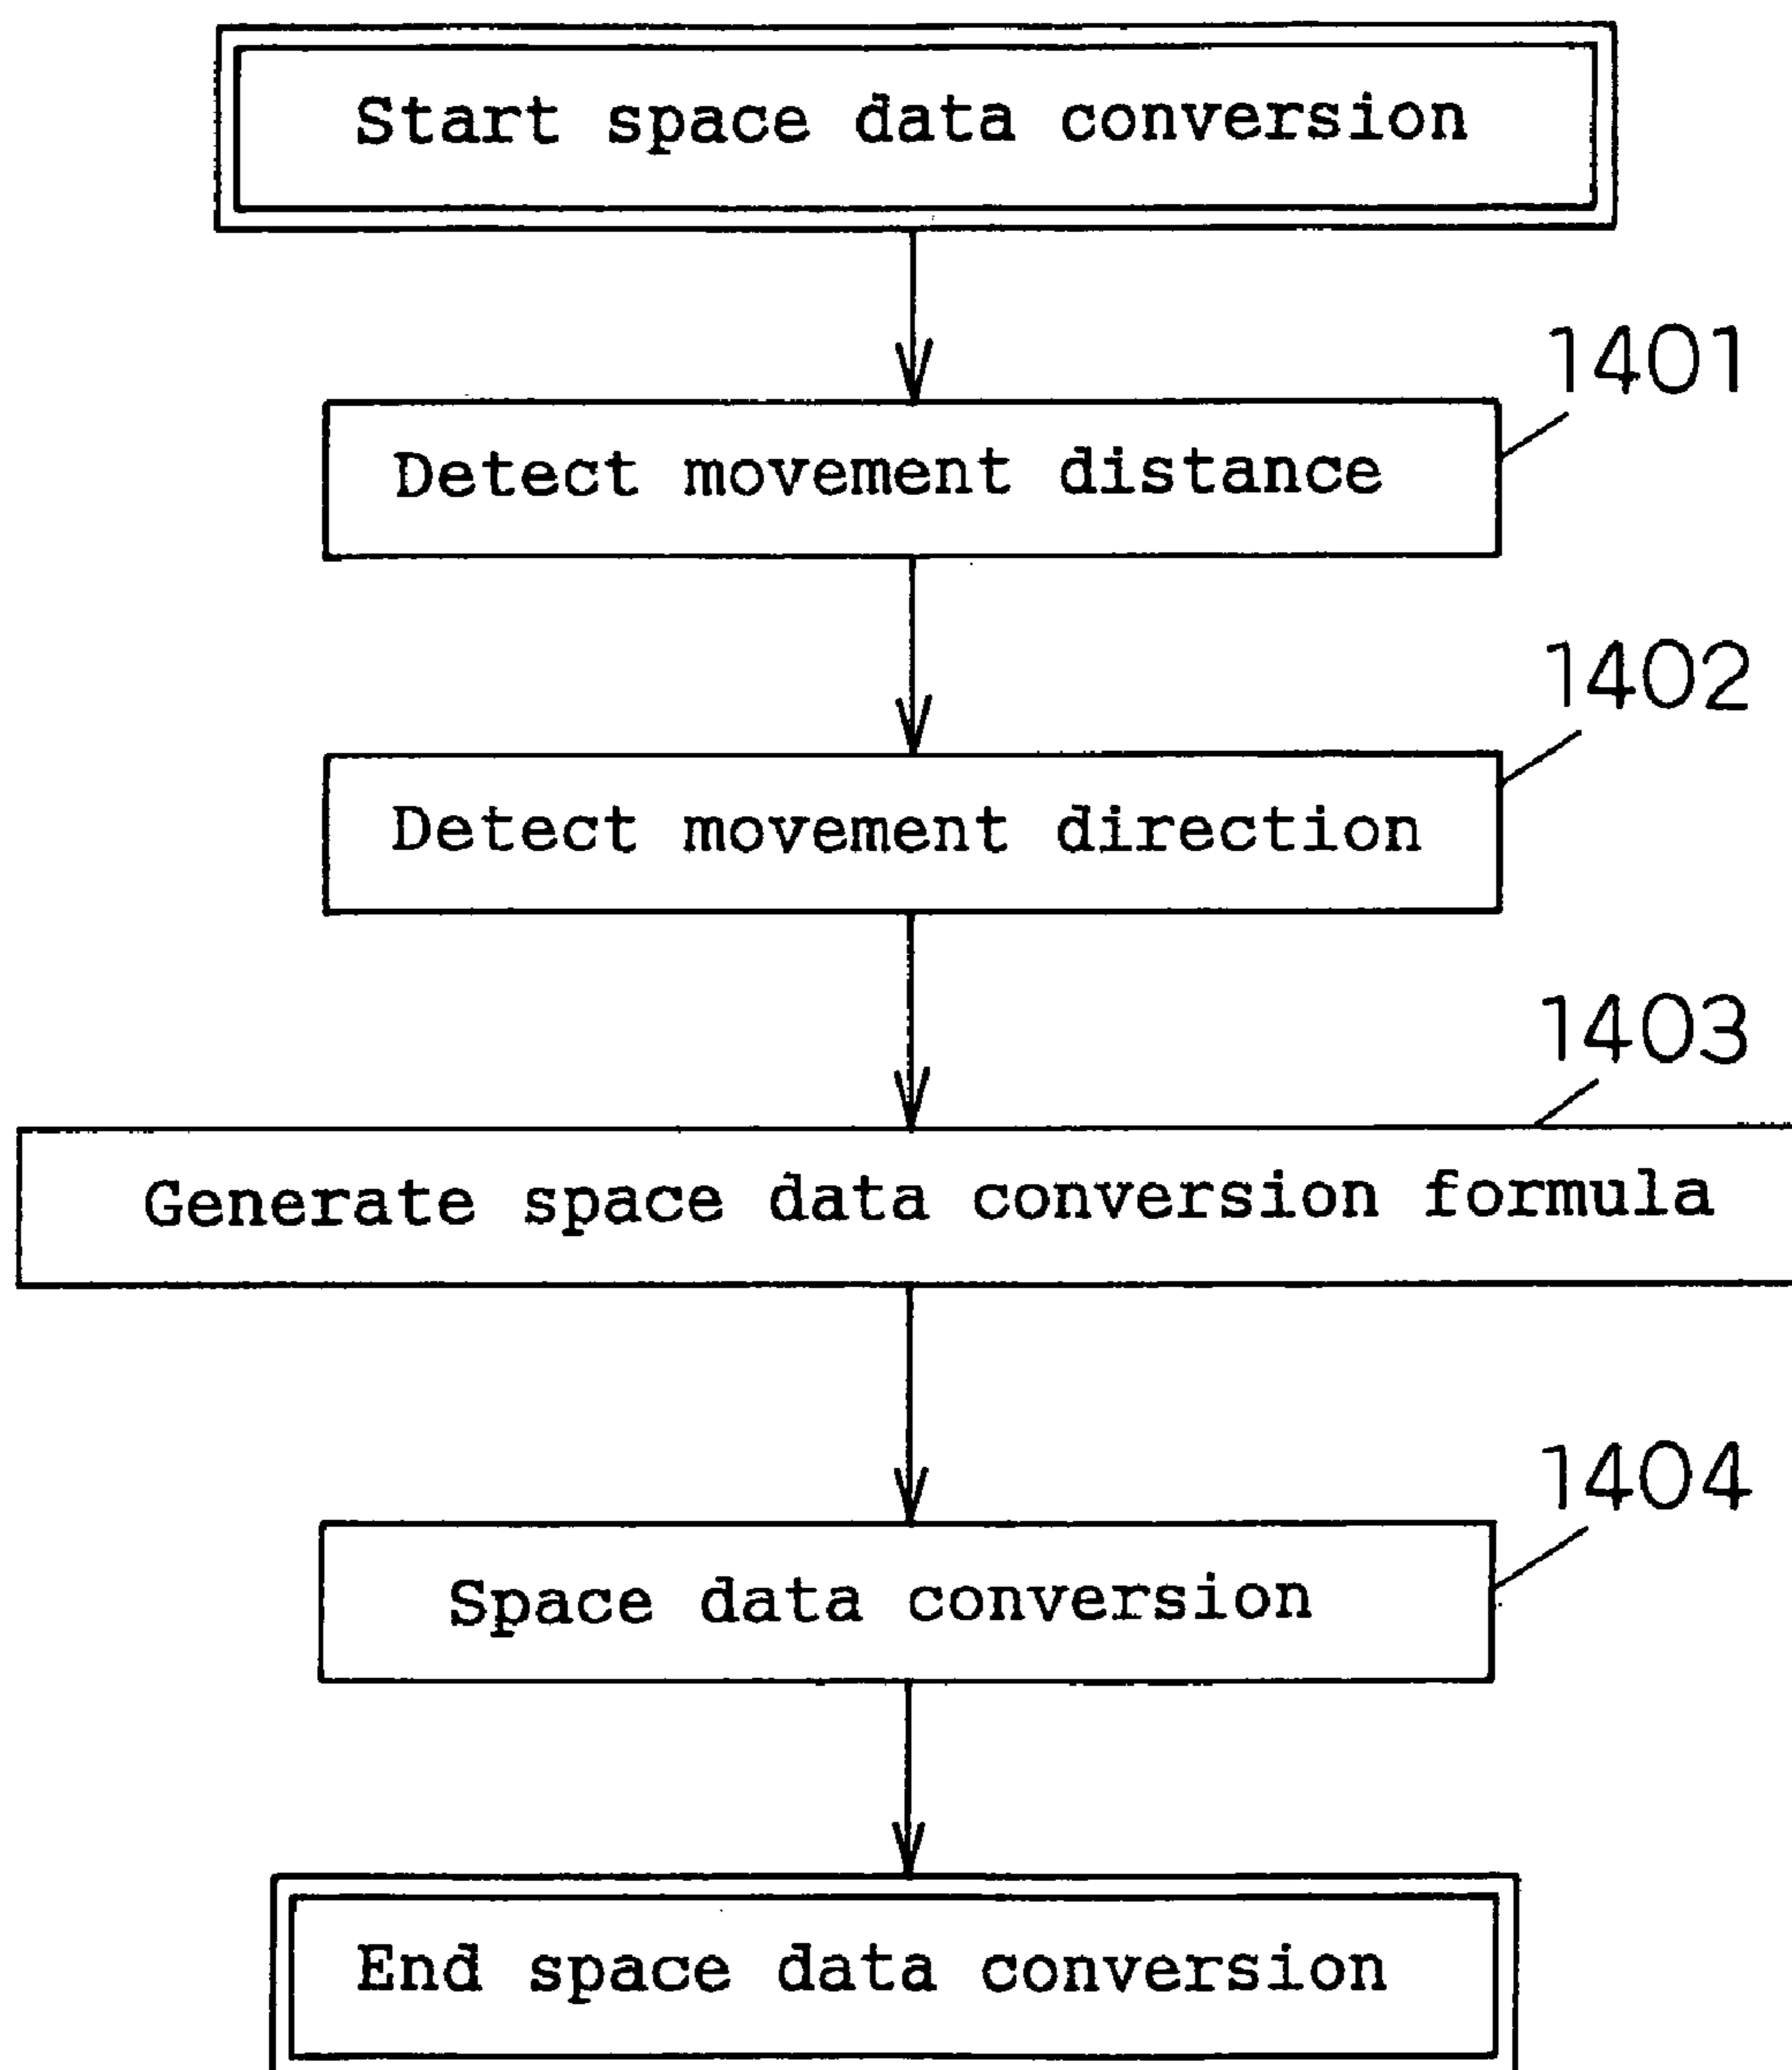 Start space data conversion
1401
Detect movement distance
1402
Detect movement direction
1403
Generate space data conversion formula
1404
Space data conversion
End space data conversion